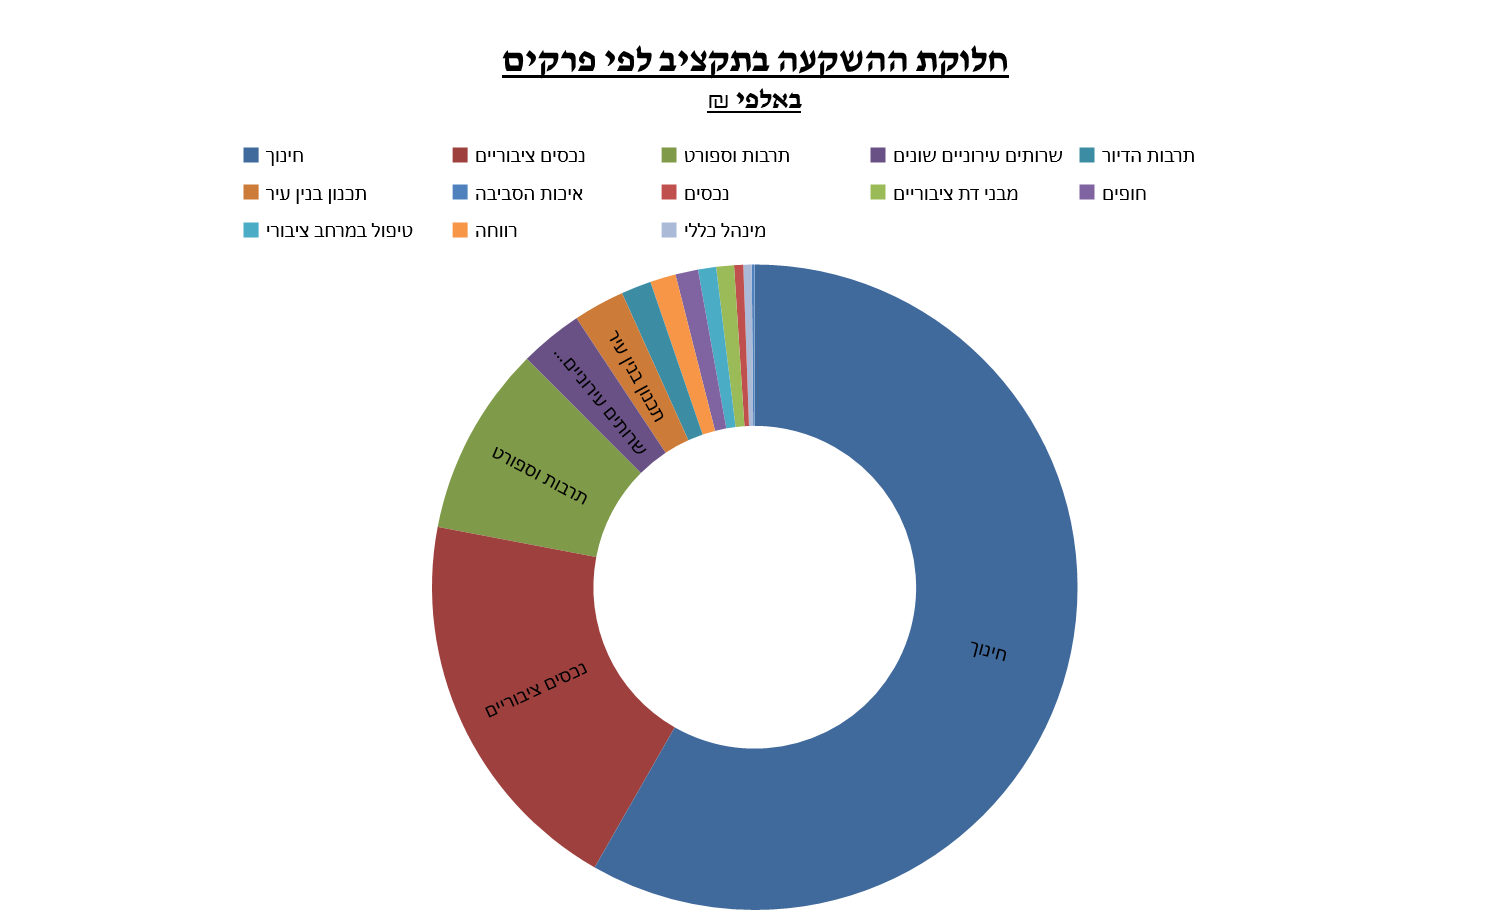 חלוקת ההשקעה בתקציב לפי פרקים
באלפי ₪
חינוך
נכסים ציבוריים
תרבות וספורט
שרותים עירוניים שונים
תרבות הדיור
תכנון בנין עיר
איכות הסביבה
נכסים
מבני דת ציבוריים
חופים
טיפול במרחב ציבורי
רווחה
מינהל כללי
תכנון בנין עיר
שרותים עירוניים...
תרבות וספורט
נכסים ציבוריים
חינוך